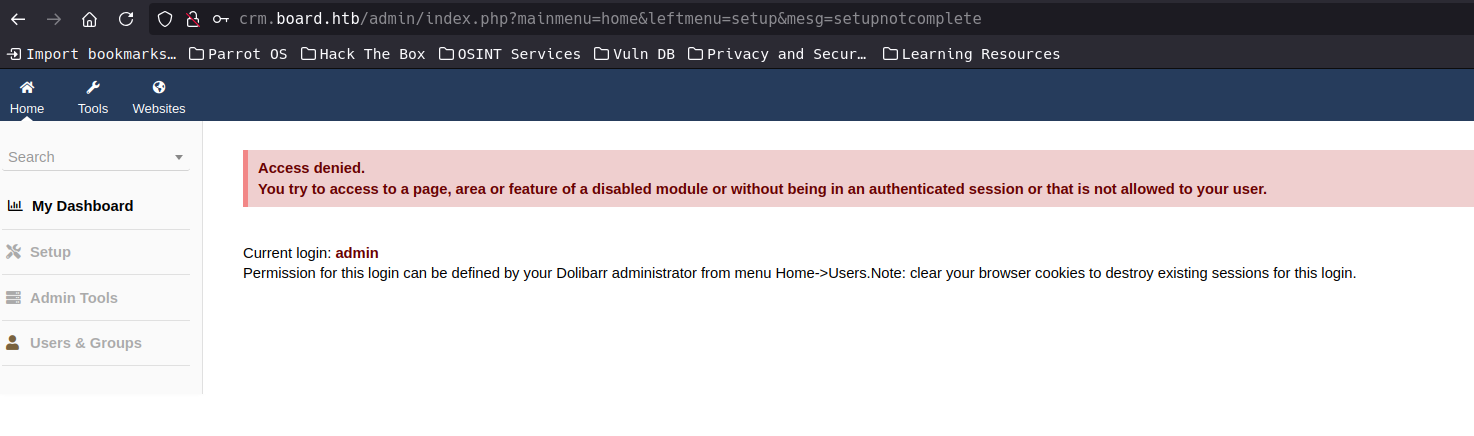 crm.board.htb/admin/index.php?mainmenu=home&leftmenu=setup&mesg=setupnotcomplete
Import bookmarks… Parrot OS Hack The Box OSINT Services Vuln DB Privacy and Secur… Learning Resources
Home Tools Websites
Search
My Dashboard
Setup
Admin Tools
Users & Groups
Access denied.
You try to access to a page, area or feature of a disabled module or without being in an authenticated session or that is not allowed to your user.
Current login: admin
Permission for this login can be defined by your Dolibarr administrator from menu Home->Users.Note: clear your browser cookies to destroy existing sessions for this login.